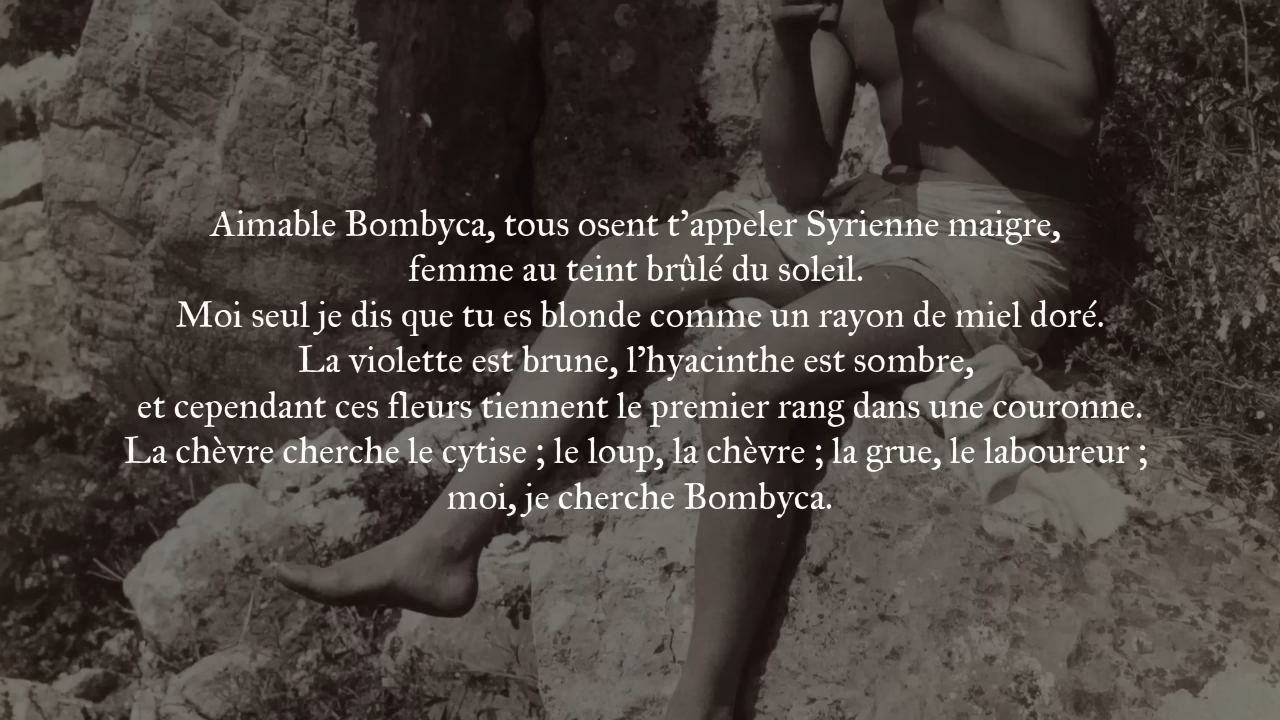 Aimable Bombyca, tous osent t’appeler Syrienne maigre,
femme au teint brûlé du soleil.
Moi seul je dis que tu es blonde comme un rayon de miel doré.
La violette est brune, l’hyacinthe est sombre,
et cependant ces fleurs tiennent le premier rang dans une couronne.
La chèvre cherche le cytise ; le loup, la chèvre ; la grue, le laboureur ;
moi, je cherche Bombyca.